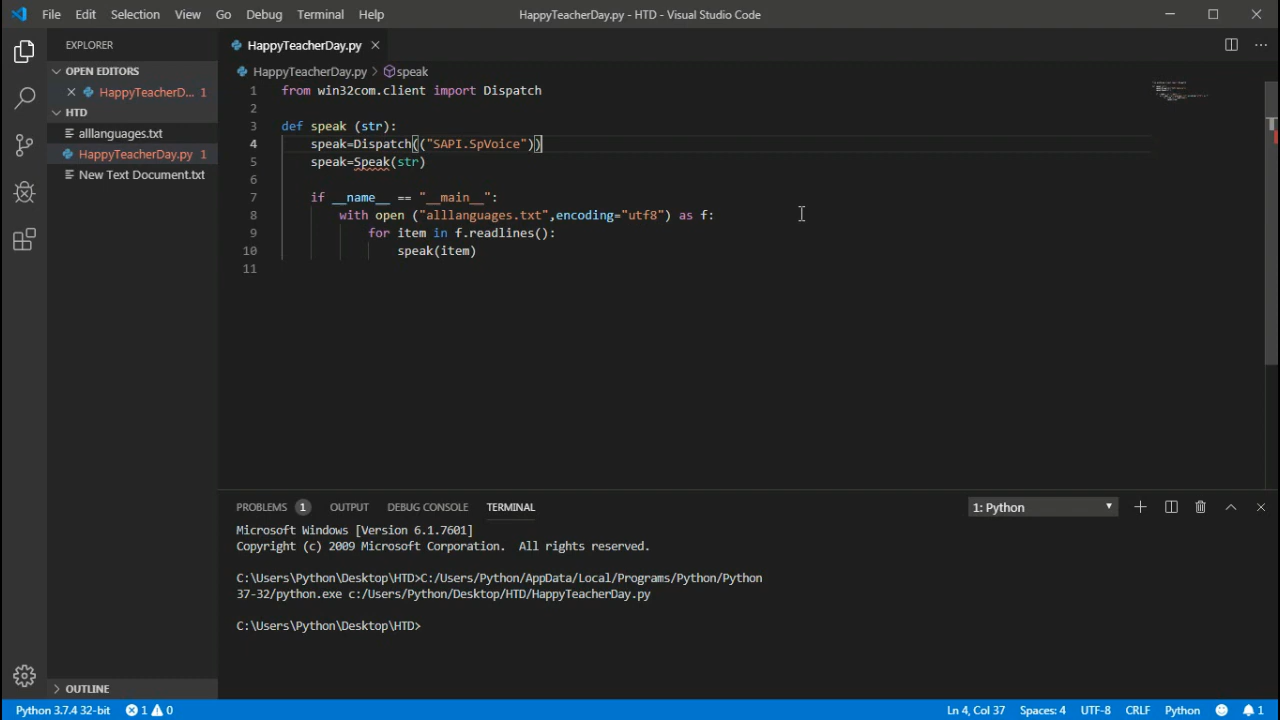 File Edit Selection View Go Debug Terminal Help HappyTeacherDay.py - HTD - Visual Studio Code
EXPLORER
OPEN EDITORS
HappyTeacherD... 1
HTD
alllanguages.txt
HappyTeacherDay.py 1
New Text Document.txt
OUTLINE
HappyTeacherDay.py
HappyTeacherDay.py > speak
1 from win32com.client import Dispatch
2
3 def speak (str):
4 speak=Dispatch(("SAPI.SpVoice"))
5 speak=Speak(str)
6
7 if __name__ == "__main__":
8 with open ("alllanguages.txt",encoding="utf8") as f:
9 for item in f.readlines():
10 speak(item)
11
PROBLEMS 1 OUTPUT DEBUG CONSOLE TERMINAL 1: Python
Microsoft Windows [Version 6.1.7601]
Copyright (c) 2009 Microsoft Corporation. All rights reserved.
C:\Users\Python\Desktop\HTD>C:/Users/Python/AppData/Local/Programs/Python/Python
37-32/python.exe c:/Users/Python/Desktop/HTD/HappyTeacherDay.py
C:\Users\Python\Desktop\HTD>
Python 3.7.4 32-bit 1 0 Ln 4, Col 37 Spaces: 4 UTF-8 CRLF Python 1